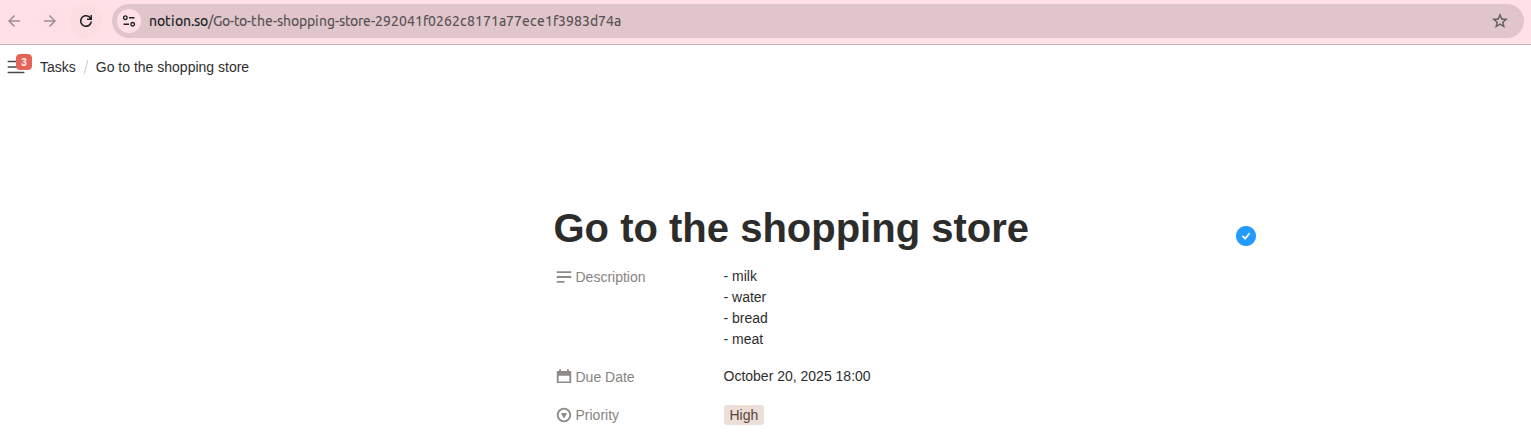 notion.so/Go-to-the-shopping-store-292041f0262c8171a77ece1f3983d74a
3
Tasks / Go to the shopping store
Go to the shopping store
Description
- milk
- water
- bread
- meat
Due Date October 20, 2025 18:00
Priority High